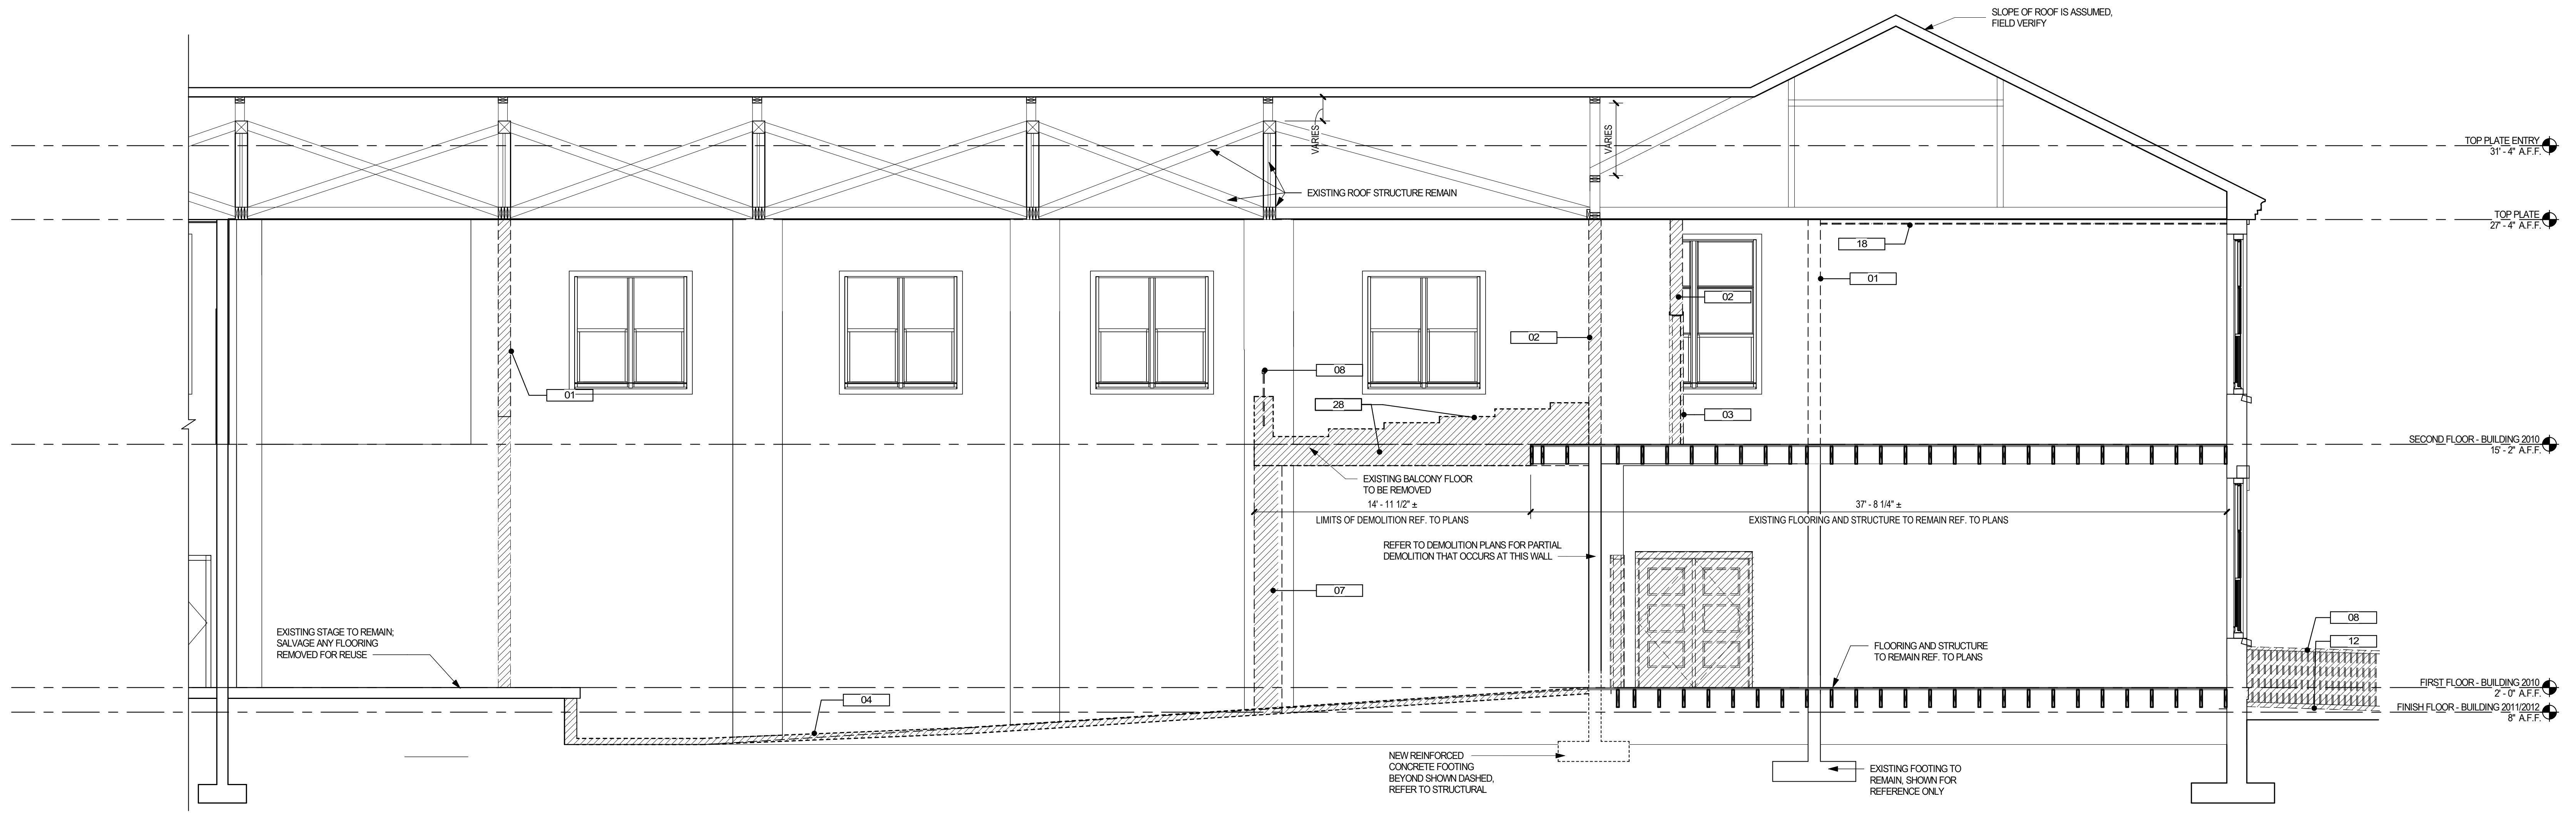 SLOPE OF ROOF IS ASSUMED,
FIELD VERIFY
VARIES
VARIES
TOP PLATE ENTRY
31' - 4" A.F.F.
EXISTING ROOF STRUCTURE REMAIN
TOP PLATE
27' - 4" A.F.F.
18
01
02
02
08
01
28
03
SECOND FLOOR - BUILDING 2010
15' - 2" A.F.F.
EXISTING BALCONY FLOOR
TO BE REMOVED
14' - 11 1/2" ±
37' - 8 1/4" ±
LIMITS OF DEMOLITION REF. TO PLANS
EXISTING FLOORING AND STRUCTURE TO REMAIN REF. TO PLANS
REFER TO DEMOLITION PLANS FOR PARTIAL
DEMOLITION THAT OCCURS AT THIS WALL
07
08
12
EXISTING STAGE TO REMAIN;
SALVAGE ANY FLOORING
REMOVED FOR REUSE
FLOORING AND STRUCTURE
TO REMAIN REF. TO PLANS
FIRST FLOOR - BUILDING 2010
2' - 0" A.F.F.
04
FINISH FLOOR - BUILDING 2011/2012
8" A.F.F.
NEW REINFORCED
CONCRETE FOOTING
BEYOND SHOWN DASHED,
REFER TO STRUCTURAL
EXISTING FOOTING TO
REMAIN, SHOWN FOR
REFERENCE ONLY